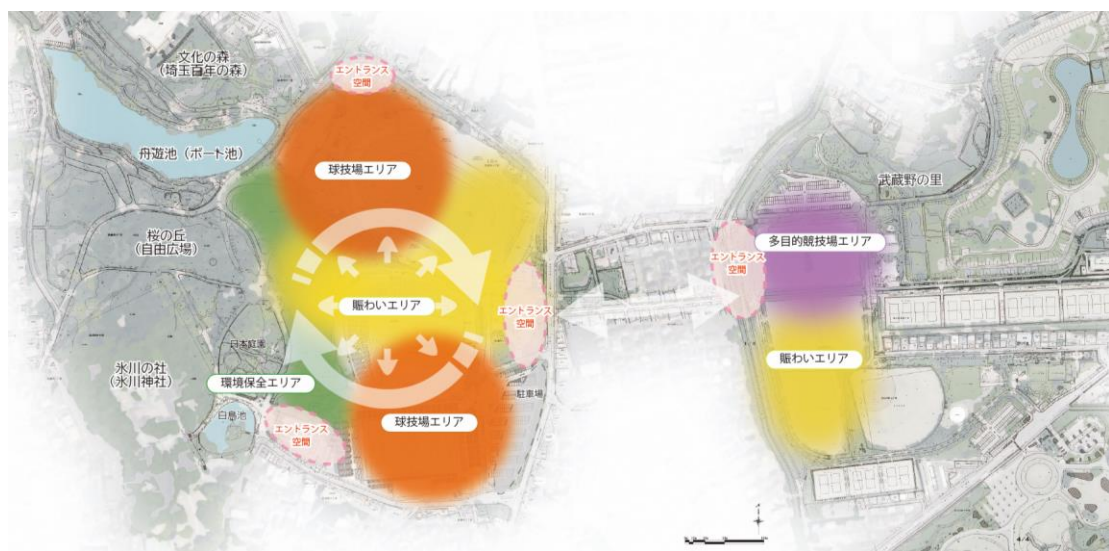 文化の森
(埼玉百年の森)
エントランス
空間
舟遊池（ボート池）
球技場エリア
武蔵野の里
桜の丘
(自由広場)
多目的競技場エリア
エントランス
空間
賑わいエリア
エントランス
空間
日本庭園
賑わいエリア
氷川の社
(氷川神社)
環境保全エリア
駐車場
白鳥池
球技場エリア
エントランス
空間